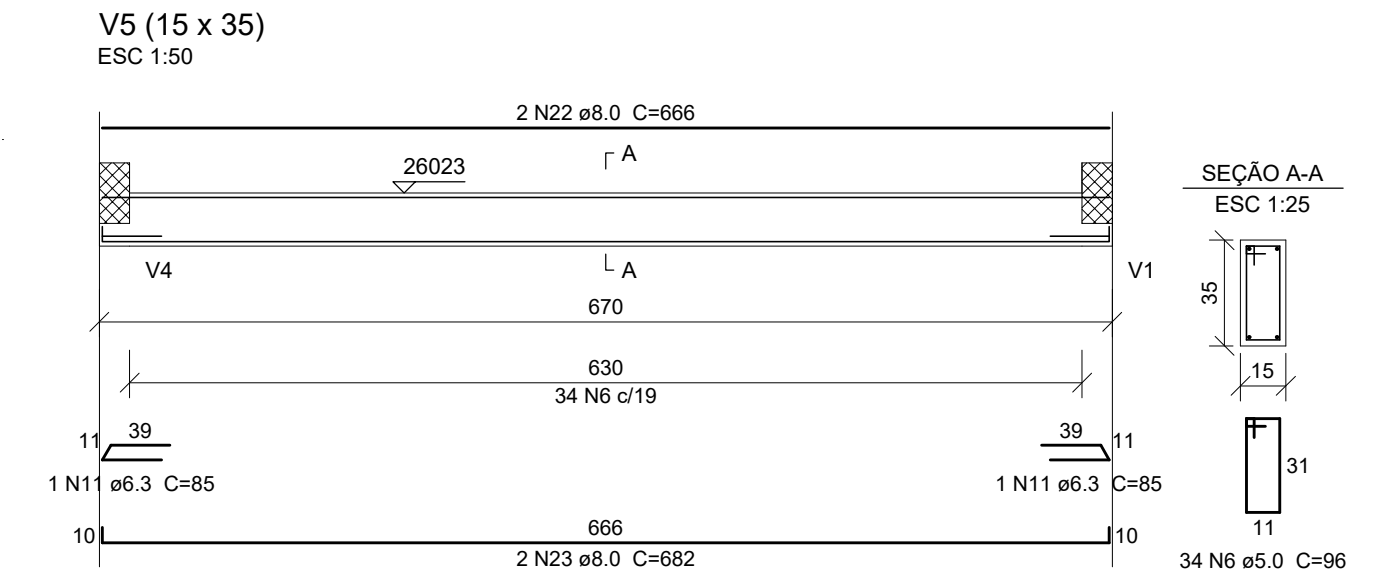 V5 (15 x 35)
ESC 1:50
2 N22 ø8.0 C=666
A
26023
SEÇÃO A-A
ESC 1:25
V4
A
V1
35
670
630
15
34 N6 c/19
11
39
39
11
1 N11 ø6.3 C=85
1 N11 ø6.3 C=85
31
11
10
666
10
2 N23 ø8.0 C=682
34 N6 ø5.0 C=96